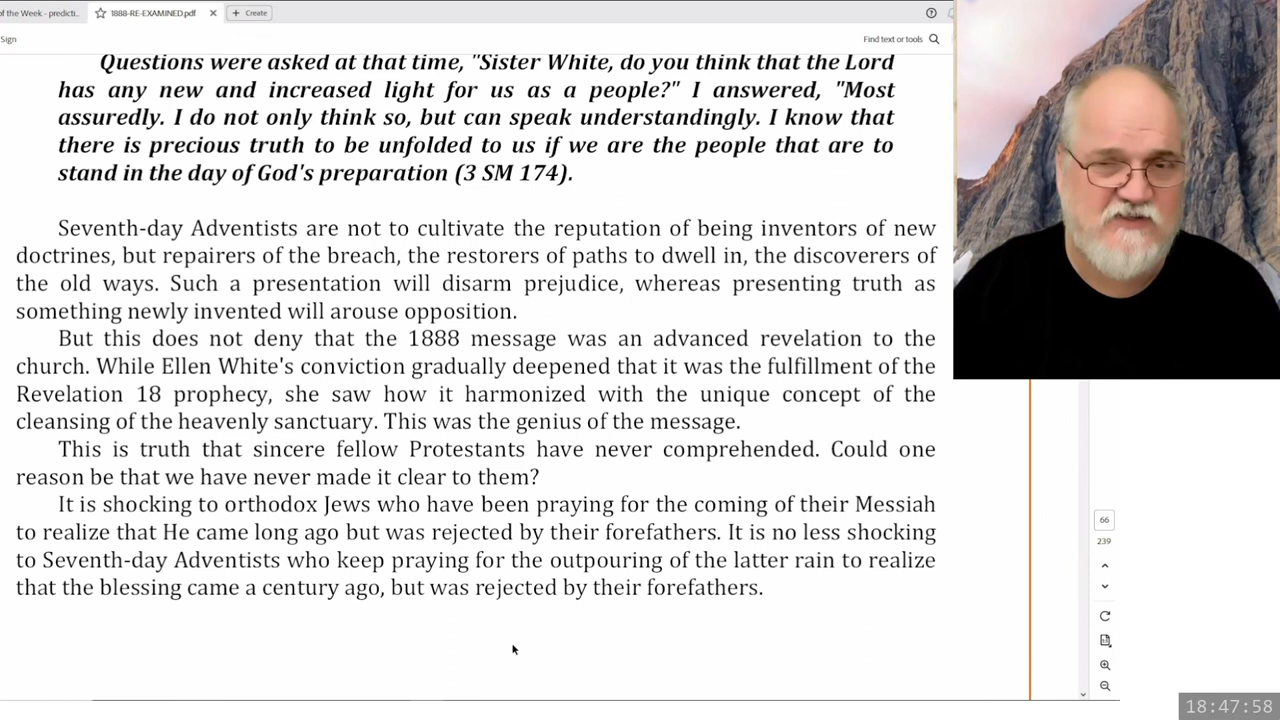 of the Week - predicti..
1888-RE-EXAMINED.pdf
Create
Sign
Find text or tools
Questions were asked at that time, "Sister White, do you think that the Lord
has any new and increased light for us as a people?" I answered, "Most
assuredly. I do not only think so, but can speak understandingly. I know that
there is precious truth to be unfolded to us if we are the people that are to
stand in the day of God's preparation (3 SM 174).
Seventh-day Adventists are not to cultivate the reputation of being inventors of new
doctrines, but repairers of the breach, the restorers of paths to dwell in, the discoverers of
the old ways. Such a presentation will disarm prejudice, whereas presenting truth as
something newly invented will arouse opposition.
But this does not deny that the 1888 message was an advanced revelation to the
church. While Ellen White's conviction gradually deepened that it was the fulfillment of the
Revelation 18 prophecy, she saw how it harmonized with the unique concept of the
cleansing of the heavenly sanctuary. This was the genius of the message.
This is truth that sincere fellow Protestants have never comprehended. Could one
reason be that we have never made it clear to them?
It is shocking to orthodox Jews who have been praying for the coming of their Messiah
to realize that He came long ago but was rejected by their forefathers. It is no less shocking
to Seventh-day Adventists who keep praying for the outpouring of the latter rain to realize
that the blessing came a century ago, but was rejected by their forefathers.
66
239
18:47:58